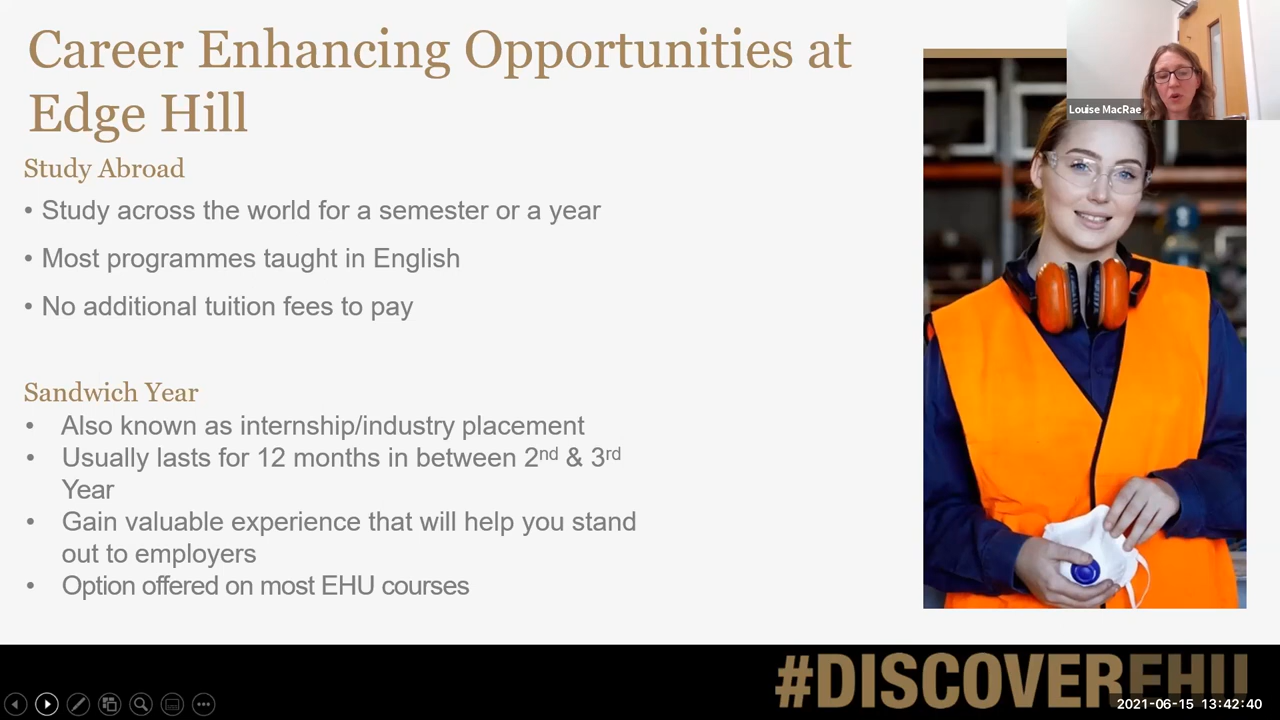 Career Enhancing Opportunities at
Edge Hill
Louise MacRae
Study Abroad
• Study across the world for a semester or a year
• Most programmes taught in English
• No additional tuition fees to pay
Sandwich Year
• Also known as internship/industry placement
• Usually lasts for 12 months in between 2nd & 3rd
Year
• Gain valuable experience that will help you stand
out to employers
• Option offered on most EHU courses
#DISCOVEREHU
2021-06-15 13:42:40